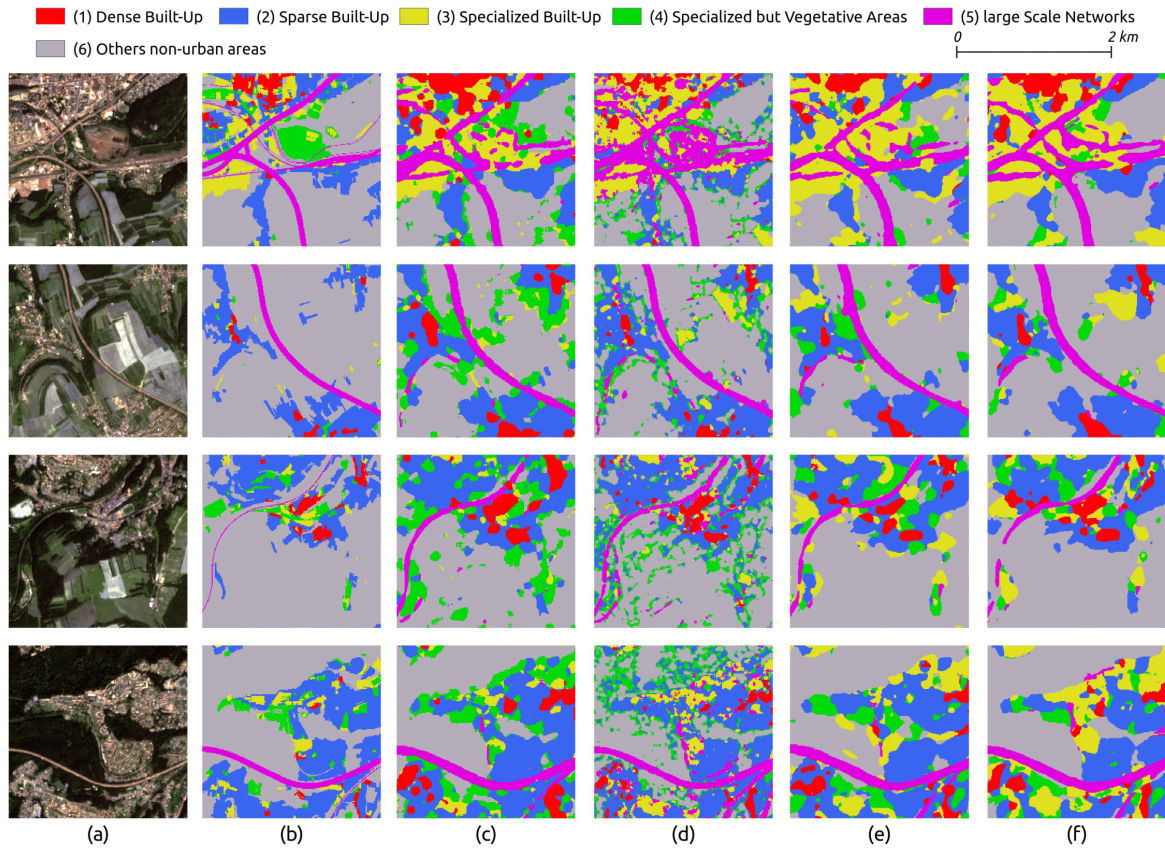 (1) Dense Built-Up (2) Sparse Built-Up (3) Specialized Built-Up (4) Specialized but Vegetative Areas (5) large Scale Networks
(6) Others non-urban areas
0 2 km
(a) (b) (c) (d) (e) (f)